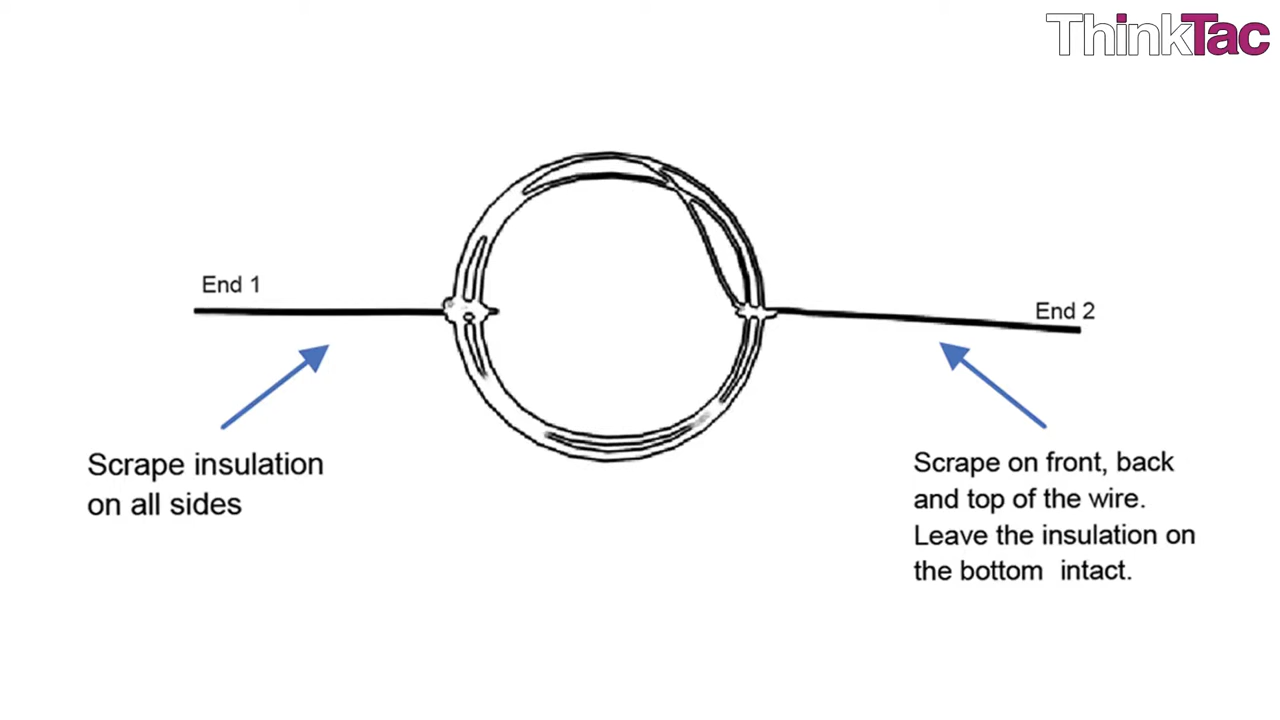 ThinkTac
End 1
End 2
Scrape insulation
on all sides
Scrape on front, back
and top of the wire.
Leave the insulation on
the bottom intact.